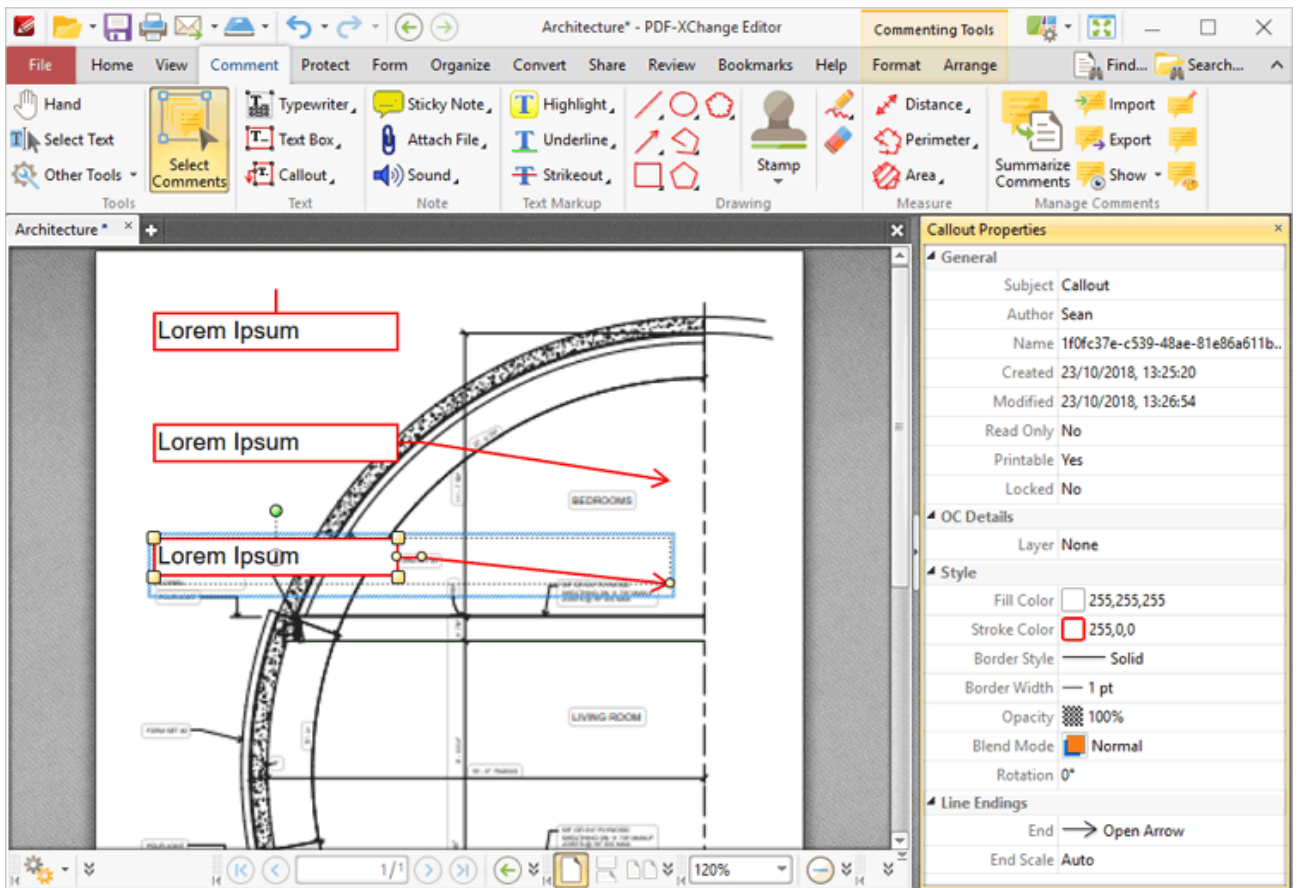 Architecture* - PDF-XChange Editor
Commenting Tools
File Home View Comment Protect Form Organize Convert Share Review Bookmarks Help Format Arrange Find... Search...
Hand
Select Text
Other Tools
Select Comments
Tools
Typewriter
Text Box
Callout
Text
Sticky Note
Attach File
Sound
Note
Highlight
Underline
Strikeout
Text Markup
Stamp
Drawing
Distance
Perimeter
Area
Measure
Summarize Comments
Import
Export
Show
Manage Comments
Architecture *
Lorem Ipsum
Lorem Ipsum
Lorem Ipsum
BEDROOMS
LIVING ROOM
Callout Properties
General
Subject Callout
Author Sean
Name 1f0fc37e-c539-48ae-81e86a611b..
Created 23/10/2018, 13:25:20
Modified 23/10/2018, 13:26:54
Read Only No
Printable Yes
Locked No
OC Details
Layer None
Style
Fill Color 255,255,255
Stroke Color 255,0,0
Border Style Solid
Border Width 1 pt
Opacity 100%
Blend Mode Normal
Rotation 0°
Line Endings
End Open Arrow
End Scale Auto
1/1
120%